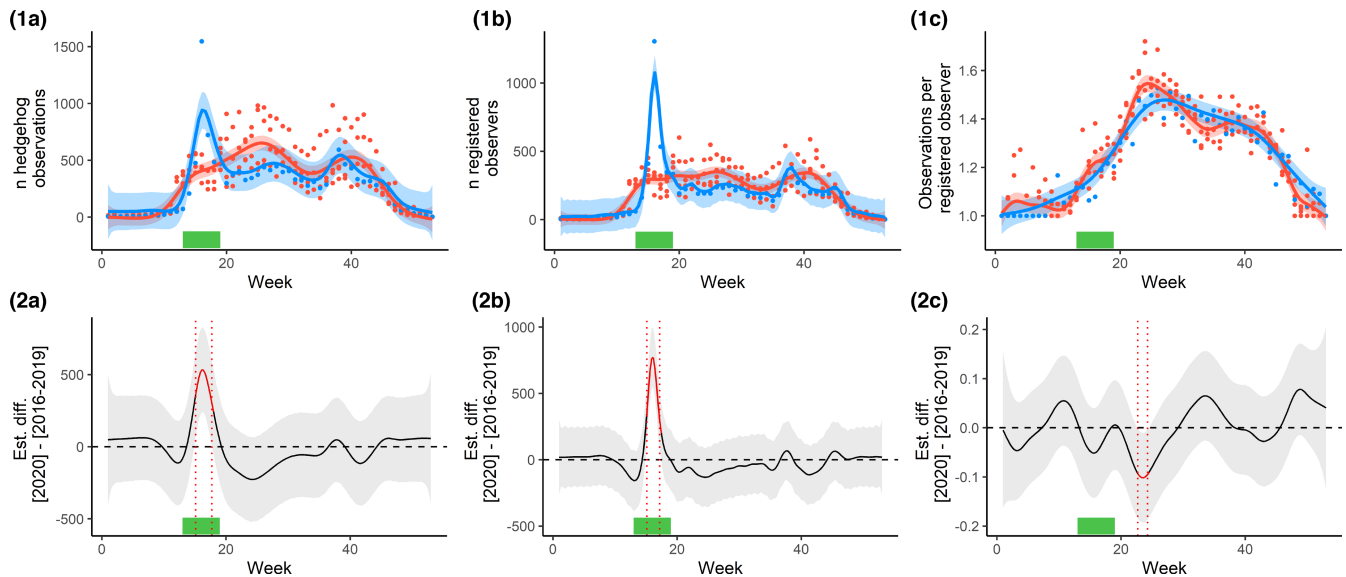 (1a)
n hedgehog
observations
1500
1000
500
0
0
20
40
Week
(1b)
n registered
observers
1000
500
0
0
20
40
Week
(1c)
Observations per
registered observer
1.6
1.4
1.2
1.0
0
20
40
Week
(2a)
Est. diff.
[2020] - [2016-2019]
500
0
-500
0
20
40
Week
(2b)
Est. diff.
[2020] - [2016-2019]
1000
500
0
-500
0
20
40
Week
(2c)
Est. diff.
[2020] - [2016-2019]
0.2
0.1
0.0
-0.1
-0.2
0
20
40
Week